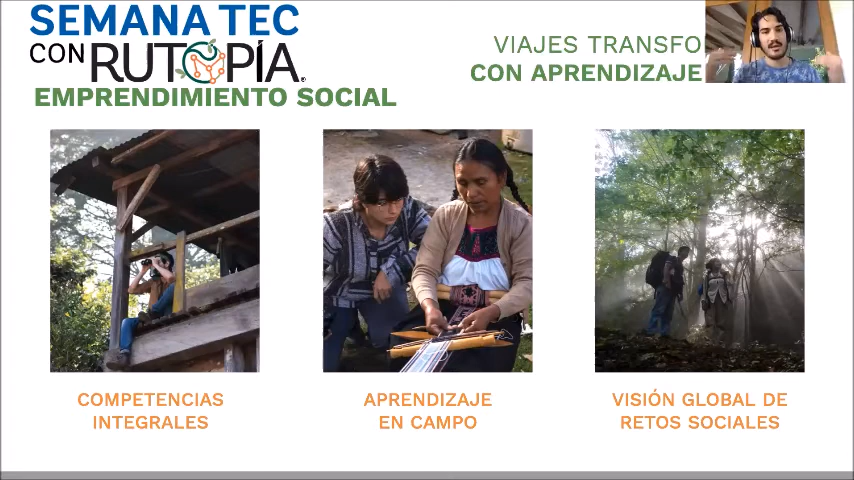 SEMANA TEC
CON RUTOPÍA
EMPRENDIMIENTO SOCIAL
VIAJES TRANSFO
CON APRENDIZAJE
COMPETENCIAS
INTEGRALES
APRENDIZAJE
EN CAMPO
VISIÓN GLOBAL DE
RETOS SOCIALES